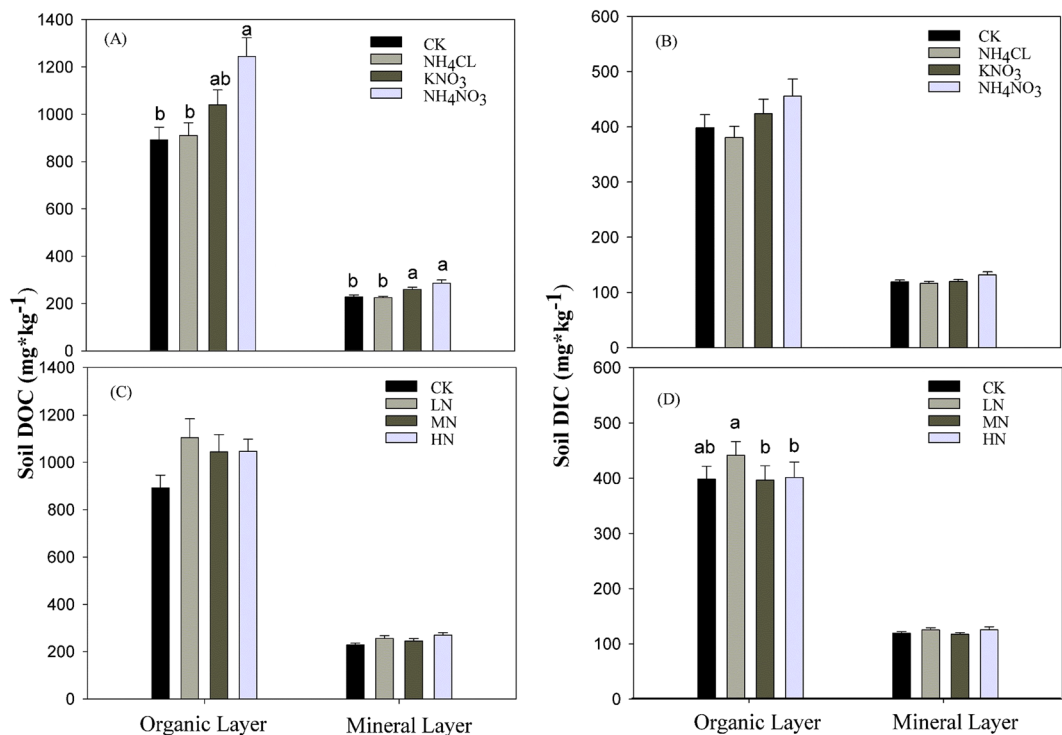 (A)
CK
NH4CL
KNO3
NH4NO3
1400
1200
1000
800
600
400
200
0
b b ab a
b b a a
(B)
CK
NH4CL
KNO3
NH4NO3
600
500
400
300
200
100
0
Soil DOC (mg*kg-1)
Soil DIC (mg*kg-1)
(C)
CK
LN
MN
HN
1400
1200
1000
800
600
400
200
0
Organic Layer Mineral Layer
(D)
CK
LN
MN
HN
600
500
400
300
200
100
0
ab a b b
Organic Layer Mineral Layer